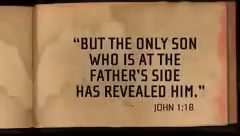 “BUT THE ONLY SON
WHO IS AT THE
FATHER'S SIDE
HAS REVEALED HIM.”
JOHN 1:18